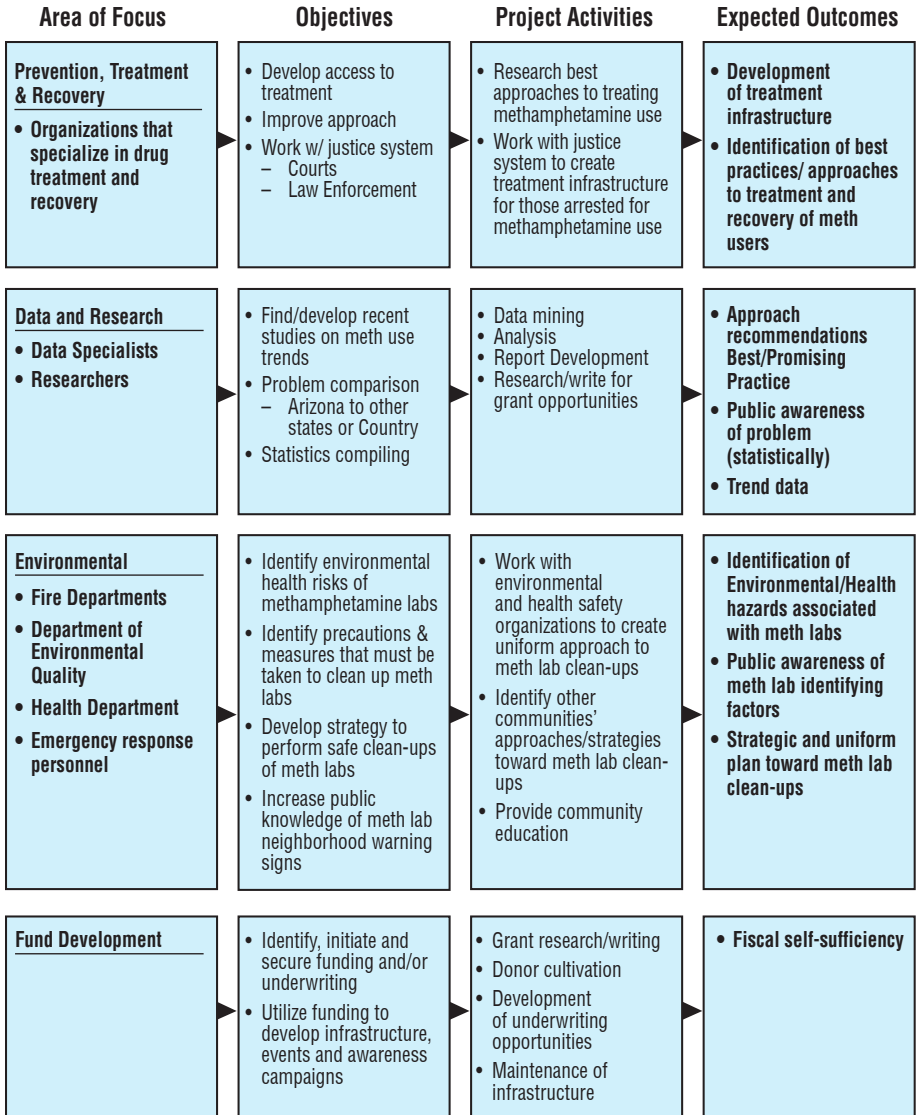 Area of Focus
Objectives
Project Activities
Expected Outcomes
Prevention, Treatment
& Recovery
• Organizations that
specialize in drug
treatment and
recovery
• Develop access to
treatment
• Improve approach
• Work w/ justice system
– Courts
– Law Enforcement
• Research best
approaches to treating
methamphetamine use
• Work with justice
system to create
treatment infrastructure
for those arrested for
methamphetamine use
• Development
of treatment
infrastructure
• Identification of best
practices/ approaches
to treatment and
recovery of meth
users
Data and Research
• Data Specialists
• Researchers
• Find/develop recent
studies on meth use
trends
• Problem comparison
– Arizona to other
states or Country
• Statistics compiling
• Data mining
• Analysis
• Report Development
• Research/write for
grant opportunities
• Approach
recommendations
Best/Promising
Practice
• Public awareness
of problem
(statistically)
• Trend data
Environmental
• Fire Departments
• Department of
Environmental
Quality
• Health Department
• Emergency response
personnel
• Identify environmental
health risks of
methamphetamine labs
• Identify precautions &
measures that must be
taken to clean up meth
labs
• Develop strategy to
perform safe clean-ups
of meth labs
• Increase public
knowledge of meth lab
neighborhood warning
signs
• Work with
environmental
and health safety
organizations to create
uniform approach to
meth lab clean-ups
• Identify other
communities’
approaches/strategies
toward meth lab clean-
ups
• Provide community
education
• Identification of
Environmental/Health
hazards associated
with meth labs
• Public awareness of
meth lab identifying
factors
• Strategic and uniform
plan toward meth lab
clean-ups
Fund Development
• Identify, initiate and
secure funding and/or
underwriting
• Utilize funding to
develop infrastructure,
events and awareness
campaigns
• Grant research/writing
• Donor cultivation
• Development
of underwriting
opportunities
• Maintenance of
infrastructure
• Fiscal self-sufficiency